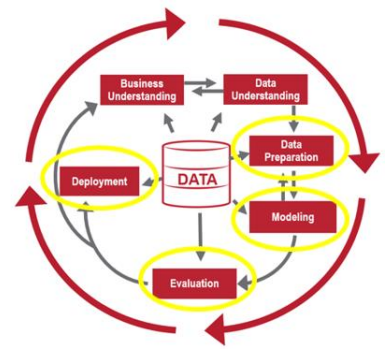 Business
Understanding
Data
Understanding
Data
Preparation
DATA
Deployment
Modeling
Evaluation